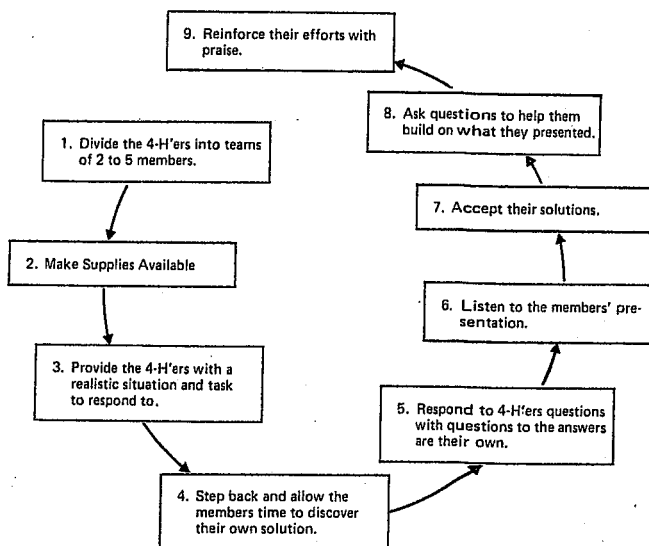 1. Divide the 4-H'ers into teams
of 2 to 5 members.
2. Make Supplies Available
3. Provide the 4-H'ers with a
realistic situation and task
to respond to.
4. Step back and allow the
members time to discover
their own solution.
5. Respond to 4-H'ers questions
with questions to the answers
are their own.
6. Listen to the members' pre-
sentation.
7. Accept their solutions.
8. Ask questions to help them
build on what they presented.
9. Reinforce their efforts with
praise.